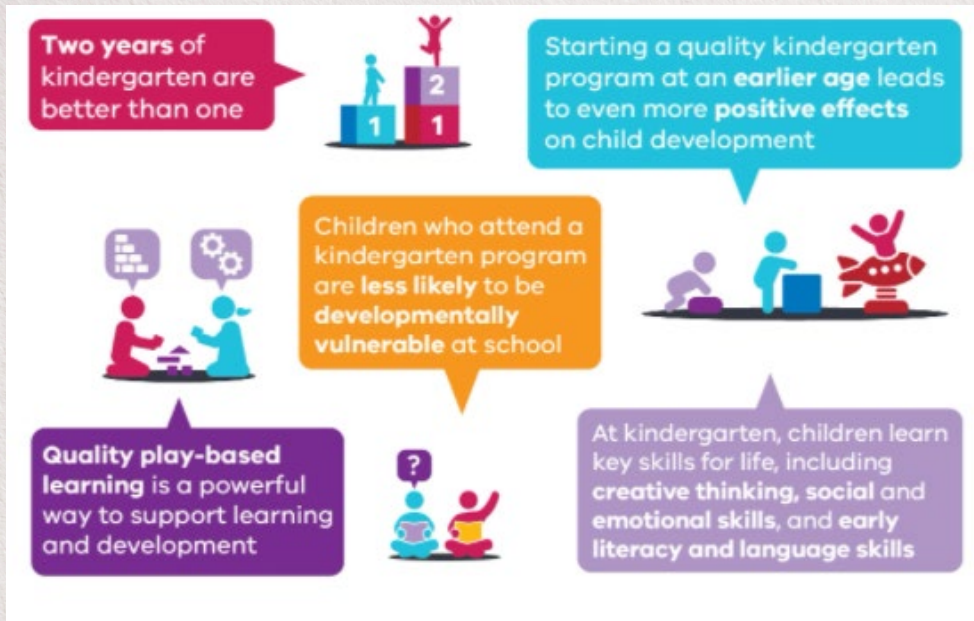 Two years of
kindergarten are
better than one
2
1
1
Starting a quality kindergarten
program at an earlier age leads
to even more positive effects
on child development
Children who attend a
kindergarten program
are less likely to be
developmentally
vulnerable at school
Quality play-based
learning is a powerful
way to support learning
and development
?
At kindergarten, children learn
key skills for life, including
creative thinking, social and
emotional skills, and early
literacy and language skills